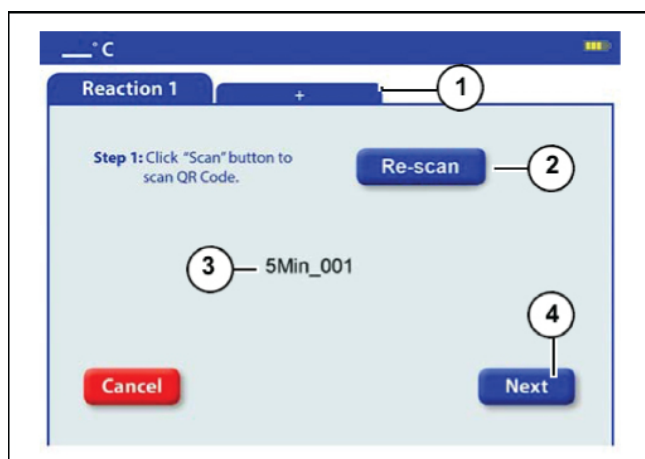 __°C
Reaction 1
+
1
Step 1: Click "Scan" button to
scan QR Code.
Re-scan
2
3
5Min_001
4
Cancel
Next